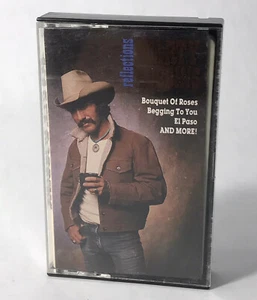 reflections
Bouquet Of Roses
Begging To You
El Paso
AND MORE!